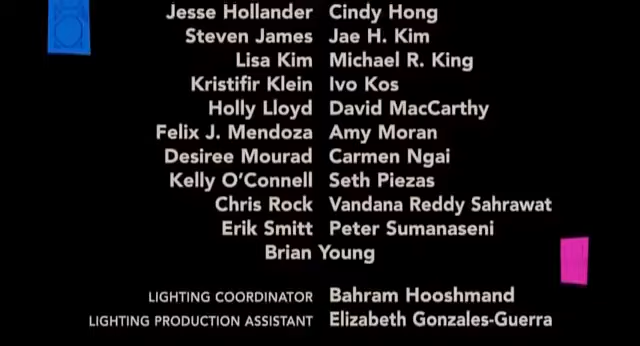 Jesse Hollander Cindy Hong
Steven James Jae H. Kim
Lisa Kim Michael R. King
Kristifir Klein Ivo Kos
Holly Lloyd David MacCarthy
Felix J. Mendoza Amy Moran
Desiree Mourad Carmen Ngai
Kelly O'Connell Seth Piezas
Chris Rock Vandana Reddy Sahrawat
Erik Smitt Peter Sumanaseni
Brian Young
LIGHTING COORDINATOR Bahram Hooshmand
LIGHTING PRODUCTION ASSISTANT Elizabeth Gonzales-Guerra